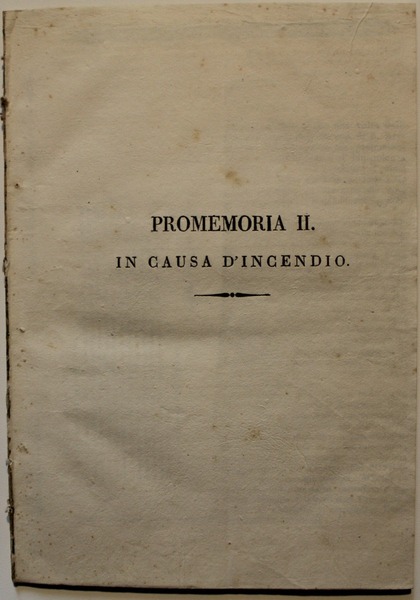 PROMEMORIA II.
IN CAUSA D'INCENDIO.